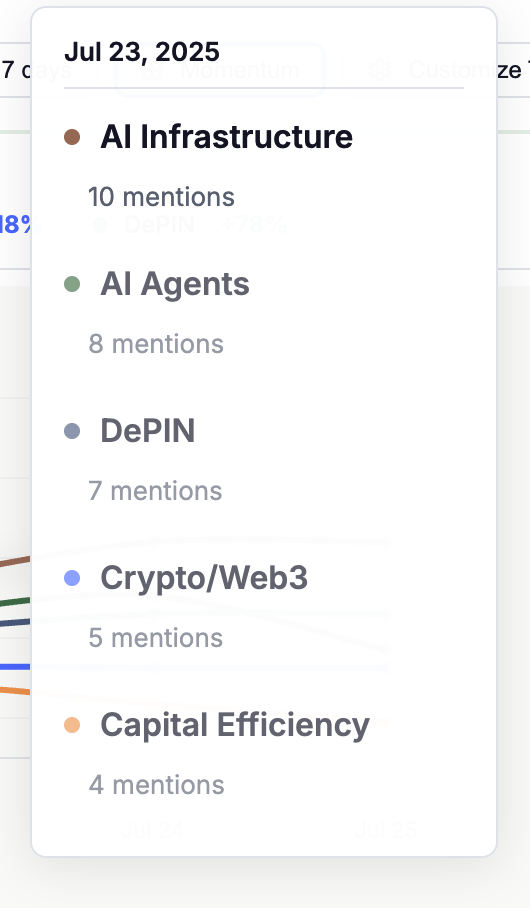 Jul 23, 2025
7 days Momentum Customize
AI Infrastructure
10 mentions
18% DePIN +78%
AI Agents
8 mentions
DePIN
7 mentions
Crypto/Web3
5 mentions
Capital Efficiency
4 mentions
Jul 24 Jul 25